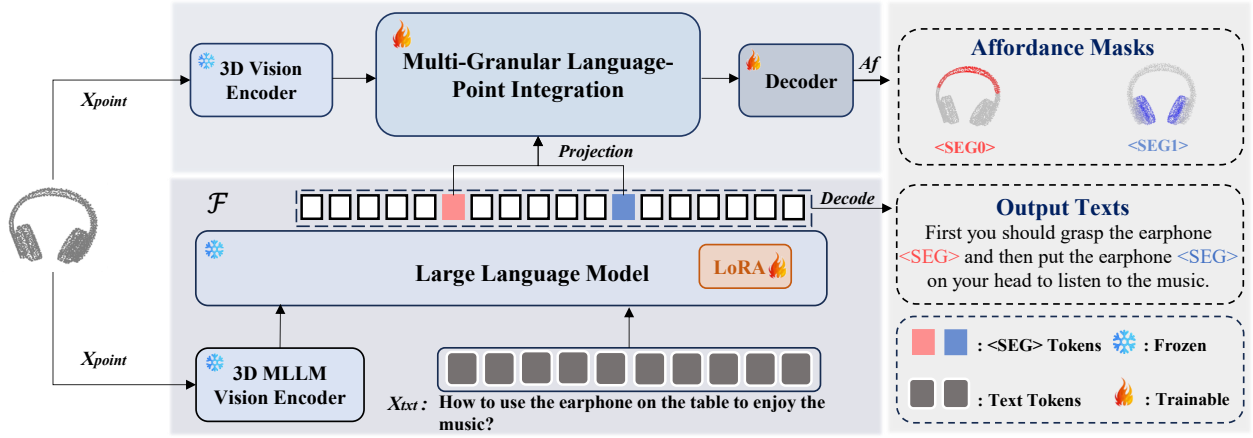 3D Vision
Encoder
Multi-Granular Language-
Point Integration
Decoder
Af
Affordance Masks
<SEG0>
<SEG1>
Xpoint
Projection
F
Decode
Large Language Model
LoRA
Output Texts
First you should grasp the earphone
<SEG> and then put the earphone <SEG>
on your head to listen to the music.
Xpoint
3D MLLM
Vision Encoder
Xtxt : How to use the earphone on the table to enjoy the
music?
: <SEG> Tokens
: Frozen
: Text Tokens
: Trainable